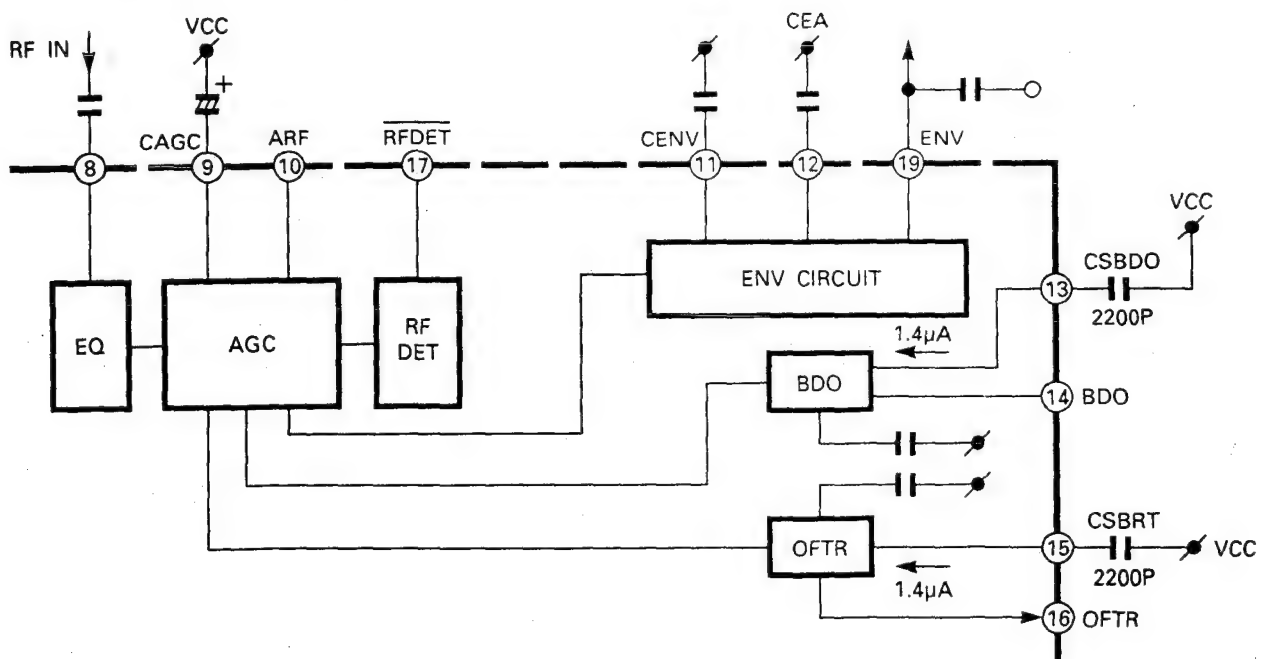 RF IN
VCC
CEA
+
CAGC
ARF
RFDET
CENV
ENV
8
9
10
17
11
12
19
VCC
ENV CIRCUIT
CSBDO
13
2200P
EQ
AGC
RF
DET
1.4µA
BDO
14
BDO
OFTR
CSBRT
15
VCC
2200P
1.4µA
16
OFTR